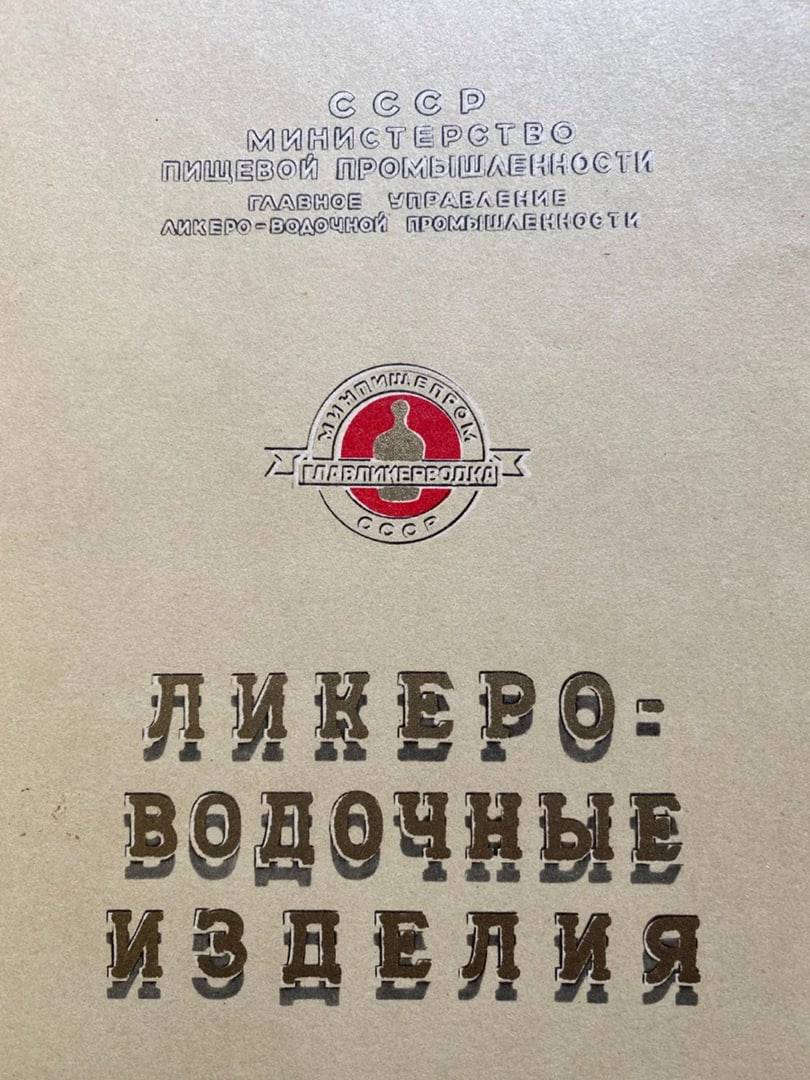 СССР
МИНИСТЕРСТВО
ПИЩЕВОЙ ПРОМЫШЛЕННОСТИ
ГЛАВНОЕ УПРАВЛЕНИЕ
ЛИКЕРО-ВОДОЧНОЙ ПРОМЫШЛЕННОСТИ
МИНПИЩЕПРОМ
ГЛАВЛИКЕРВОДКА
СССР
ЛИКЕРО-
ВОДОЧНЫЕ
ИЗДЕЛИЯ